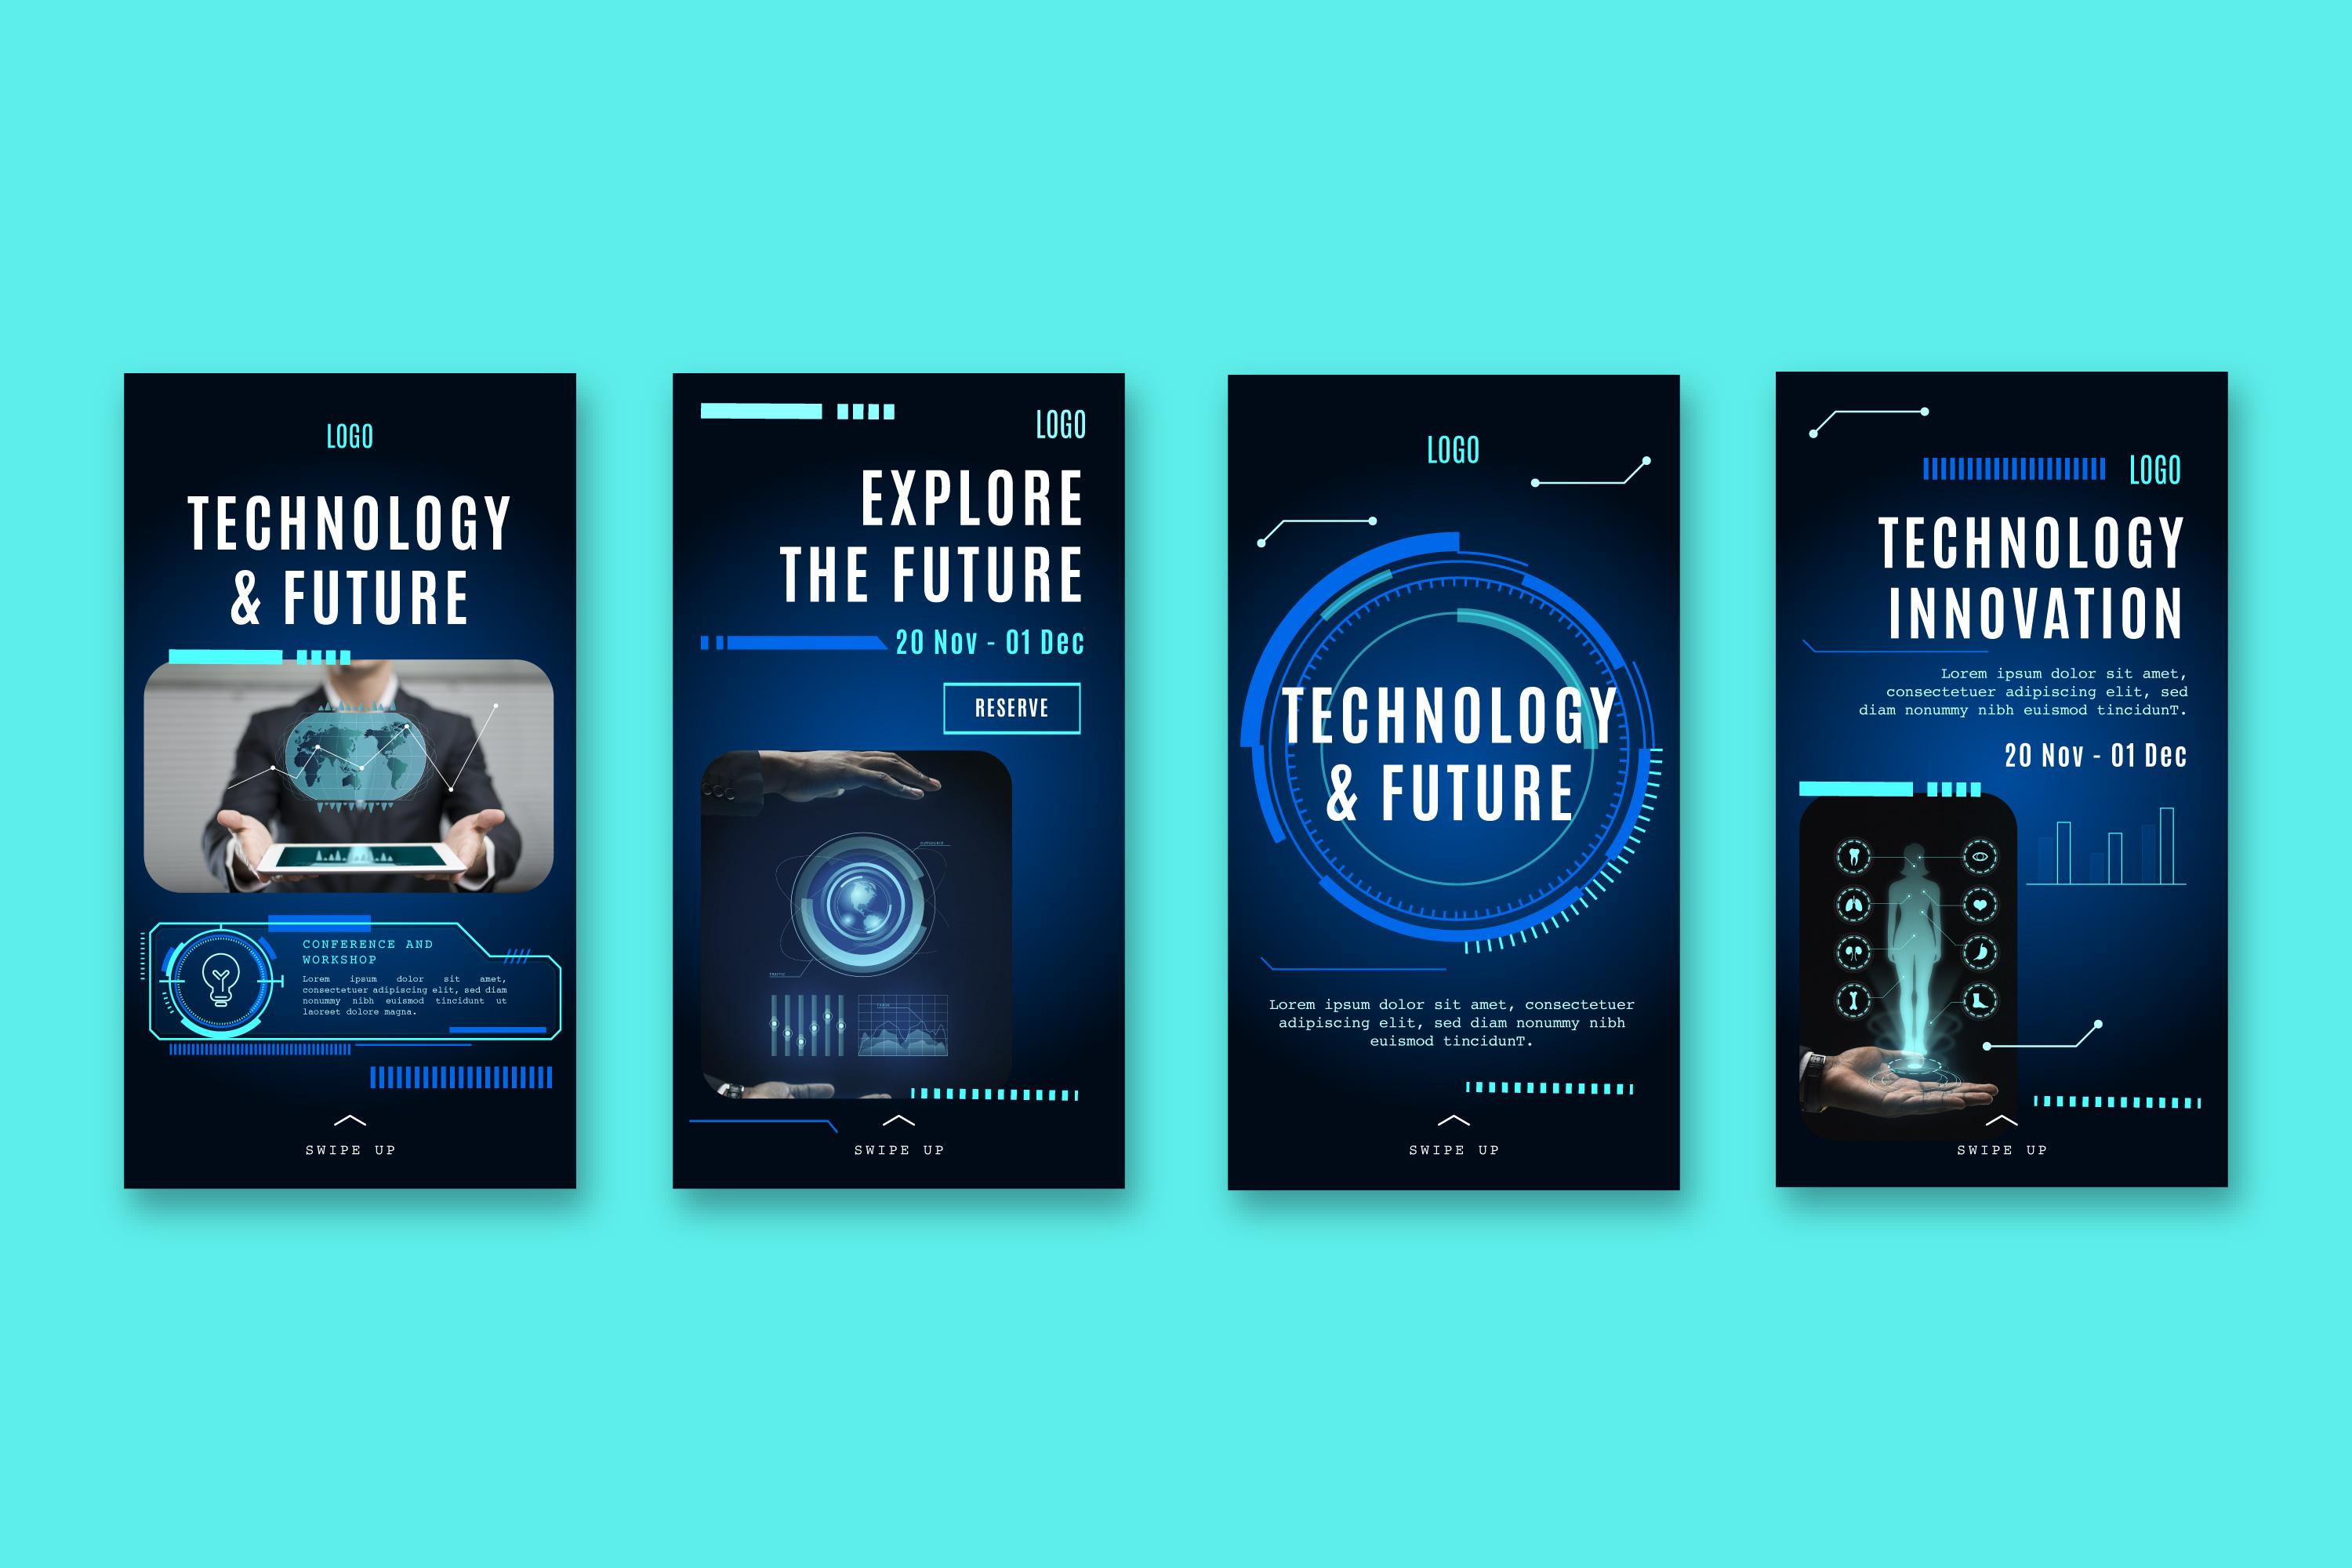 LOGO
TECHNOLOGY
& FUTURE
CONFERENCE AND
WORKSHOP
Lorem ipsum dolor sit amet,
consectetuer adipiscing elit, sed diam
nonummy nibh euismod tincidunt ut
laoreet dolore magna.
SWIPE UP
LOGO
EXPLORE
THE FUTURE
20 Nov - 01 Dec
RESERVE
SWIPE UP
LOGO
TECHNOLOGY
& FUTURE
Lorem ipsum dolor sit amet, consectetuer
adipiscing elit, sed diam nonummy nibh
euismod tincidunT.
SWIPE UP
LOGO
TECHNOLOGY
INNOVATION
Lorem ipsum dolor sit amet,
consectetuer adipiscing elit, sed
diam nonummy nibh euismod tincidunT.
20 Nov - 01 Dec
SWIPE UP